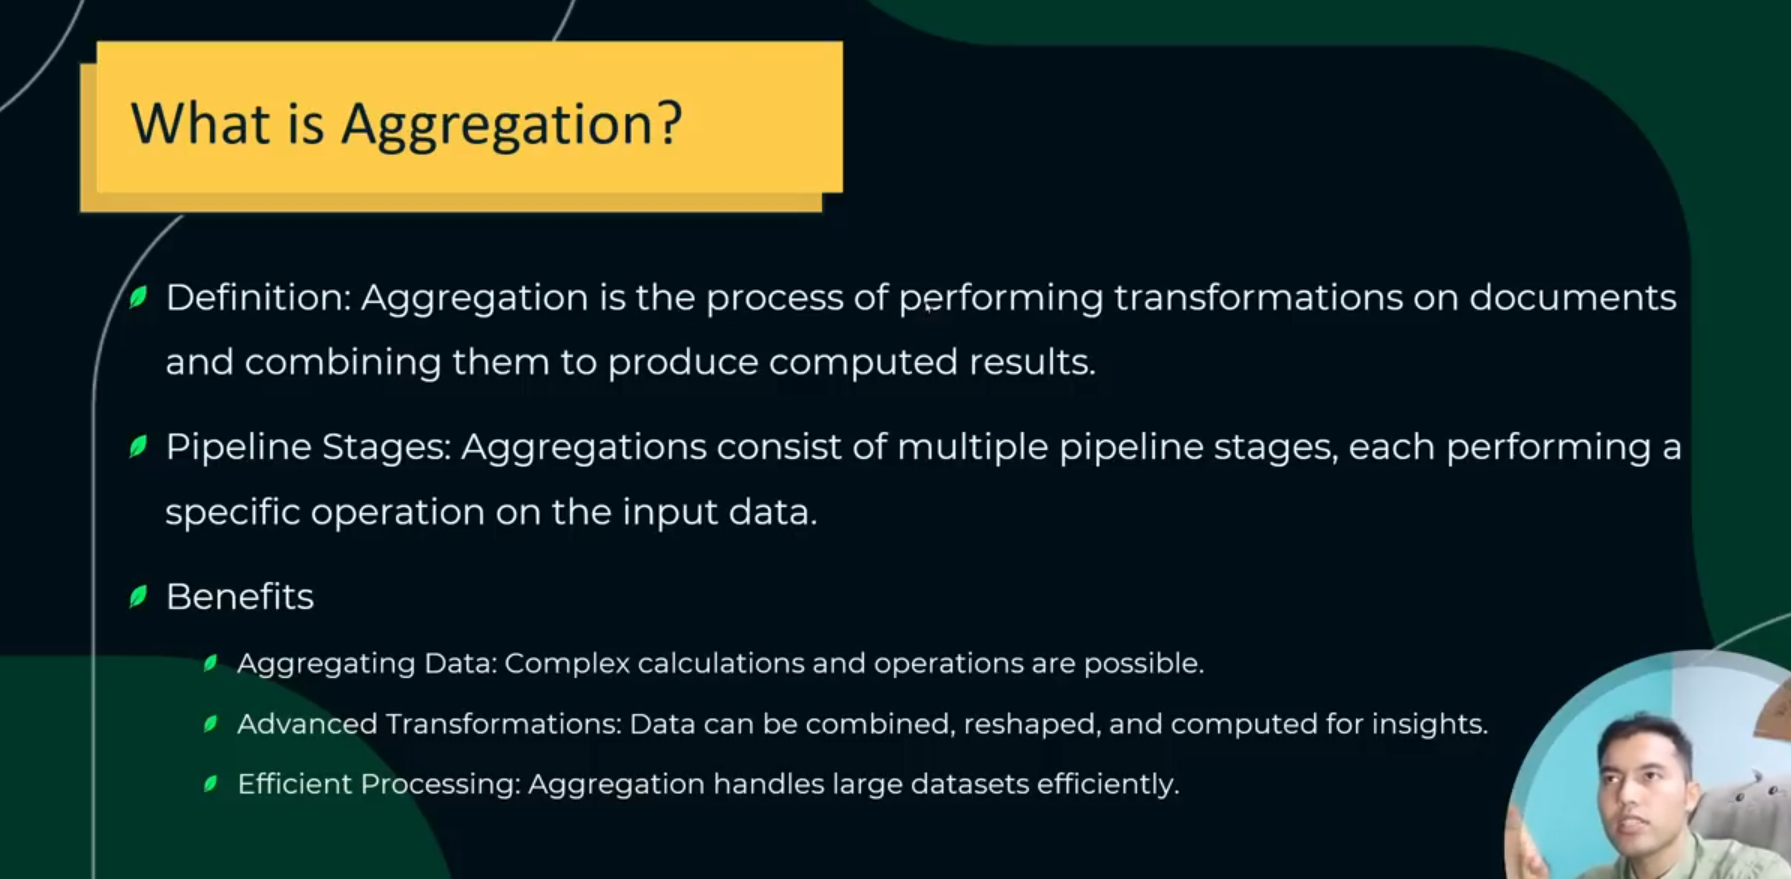 What is Aggregation?
Definition: Aggregation is the process of performing transformations on documents
and combining them to produce computed results.
Pipeline Stages: Aggregations consist of multiple pipeline stages, each performing a
specific operation on the input data.
Benefits
Aggregating Data: Complex calculations and operations are possible.
Advanced Transformations: Data can be combined, reshaped, and computed for insights.
Efficient Processing: Aggregation handles large datasets efficiently.